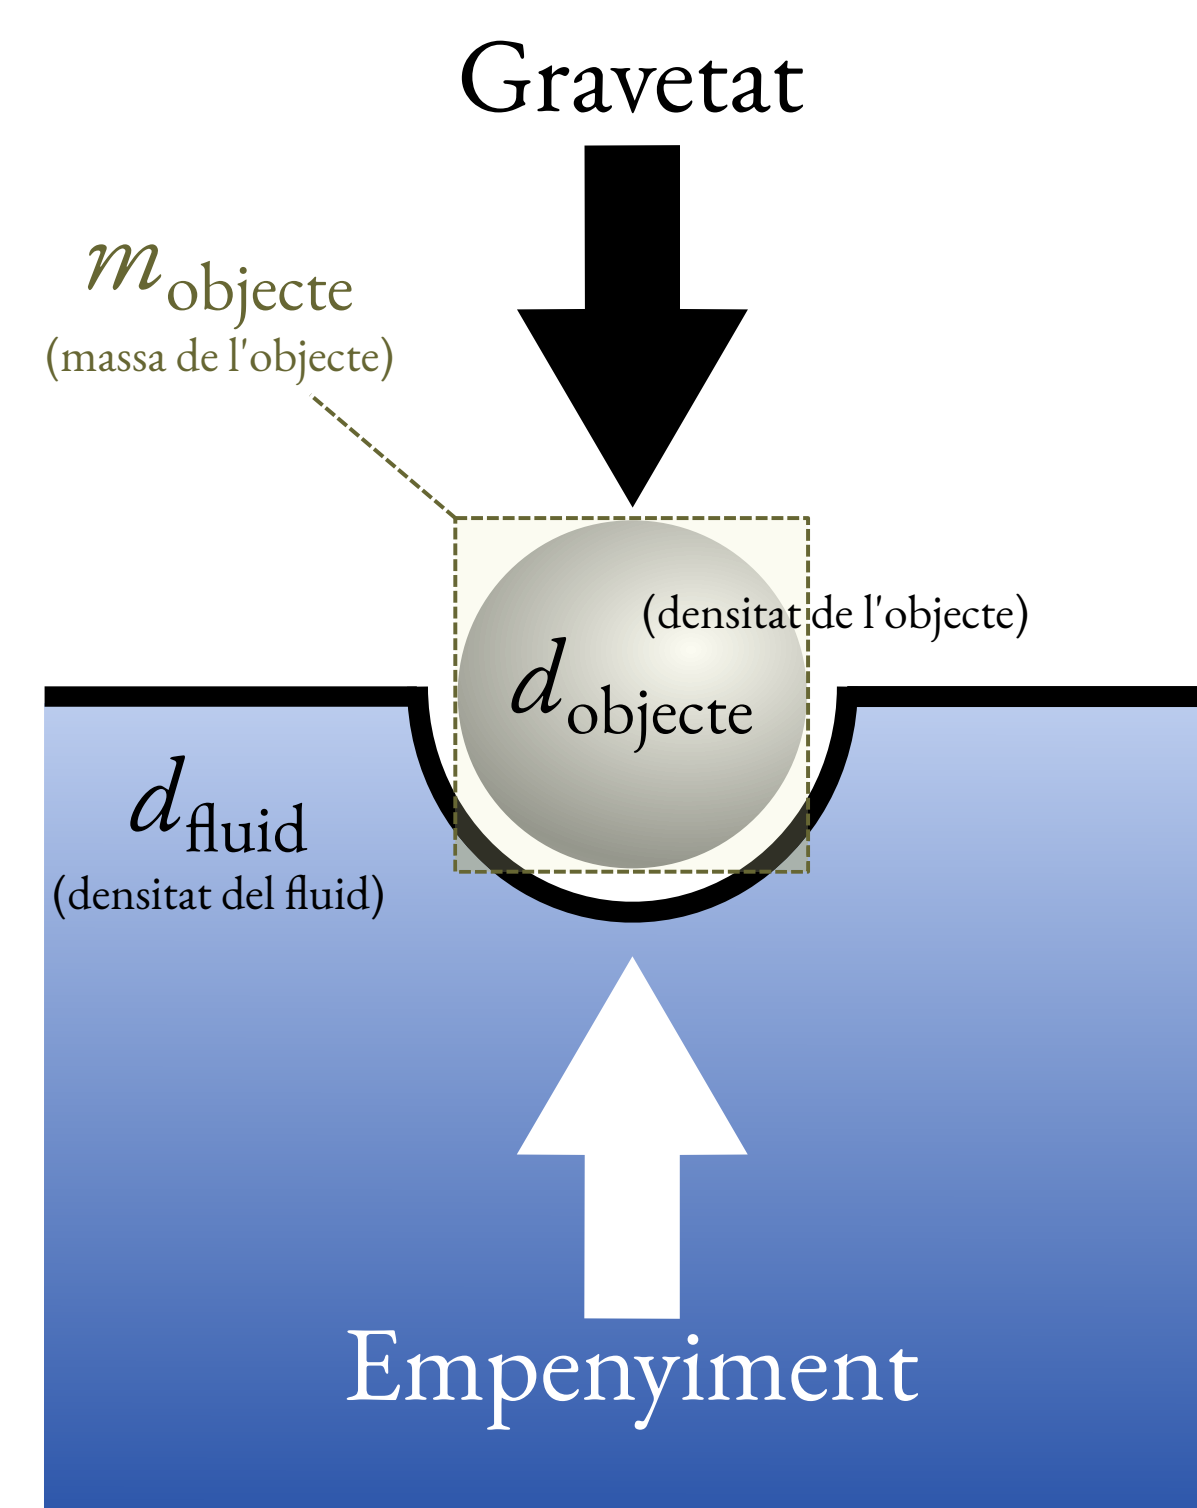 Gravetat
m objecte
(massa de l'objecte)
(densitat de l'objecte)
d objecte
d fluid
(densitat del fluid)
Empenyiment